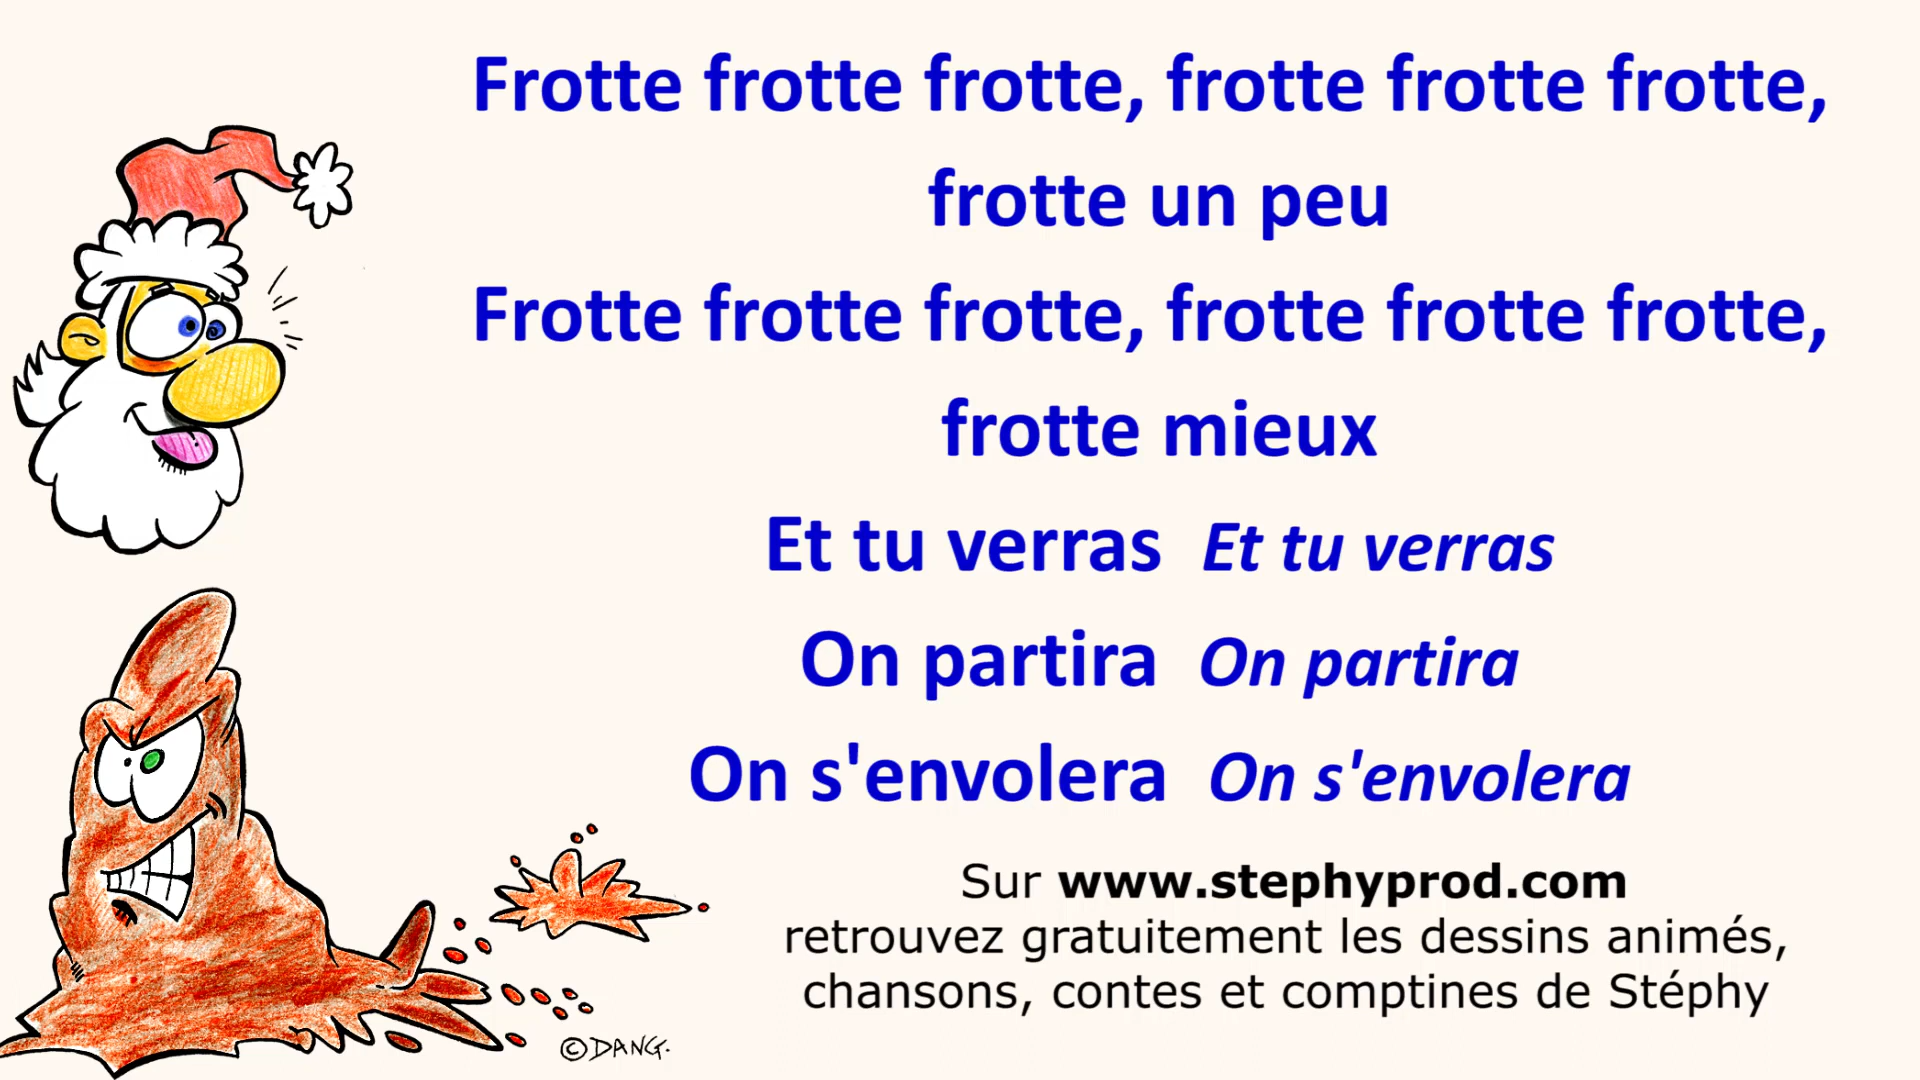 Frotte frotte frotte, frotte frotte frotte,
frotte un peu
Frotte frotte frotte, frotte frotte frotte,
frotte mieux
Et tu verras Et tu verras
On partira On partira
On s'envolera On s'envolera
Sur www.stephyprod.com
retrouvez gratuitement les dessins animés,
chansons, contes et comptines de Stéphy
©DANG.